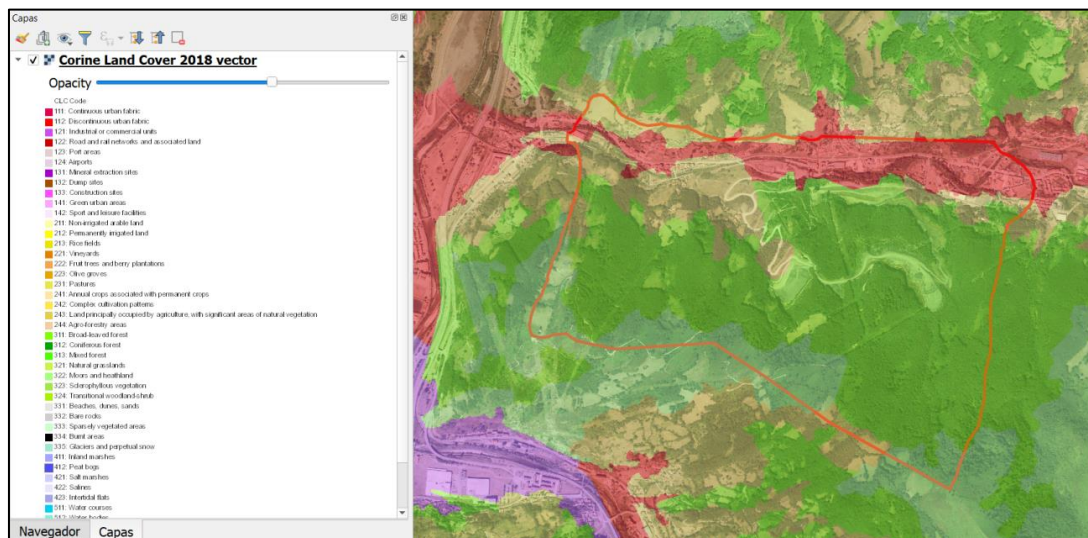 Capas
Corine Land Cover 2018 vector
Opacity
CLC Code
111: Continuous urban fabric
112: Discontinuous urban fabric
121: Industrial or commercial units
122: Road and rail networks and associated land
123: Port areas
124: Airports
131: Mineral extraction sites
132: Dump sites
133: Construction sites
141: Green urban areas
142: Sport and leisure facilities
211: Non-irrigated arable land
212: Permanently irrigated land
213: Rice fields
221: Vineyards
222: Fruit trees and berry plantations
223: Olive groves
231: Pastures
241: Annual crops associated with permanent crops
242: Complex cultivation patterns
243: Land principally occupied by agriculture, with significant areas of natural vegetation
244: Agro-forestry areas
311: Broad-leaved forest
312: Coniferous forest
313: Mixed forest
321: Natural grasslands
322: Moors and heathland
323: Sclerophyllous vegetation
324: Transitional woodland-shrub
331: Beaches, dunes, sands
332: Bare rocks
333: Sparsely vegetated areas
334: Burnt areas
335: Glaciers and perpetual snow
411: Inland marshes
412: Peat bogs
421: Salt marshes
422: Salines
423: Intertidal flats
511: Water courses
512: Water bodies
Navegador Capas